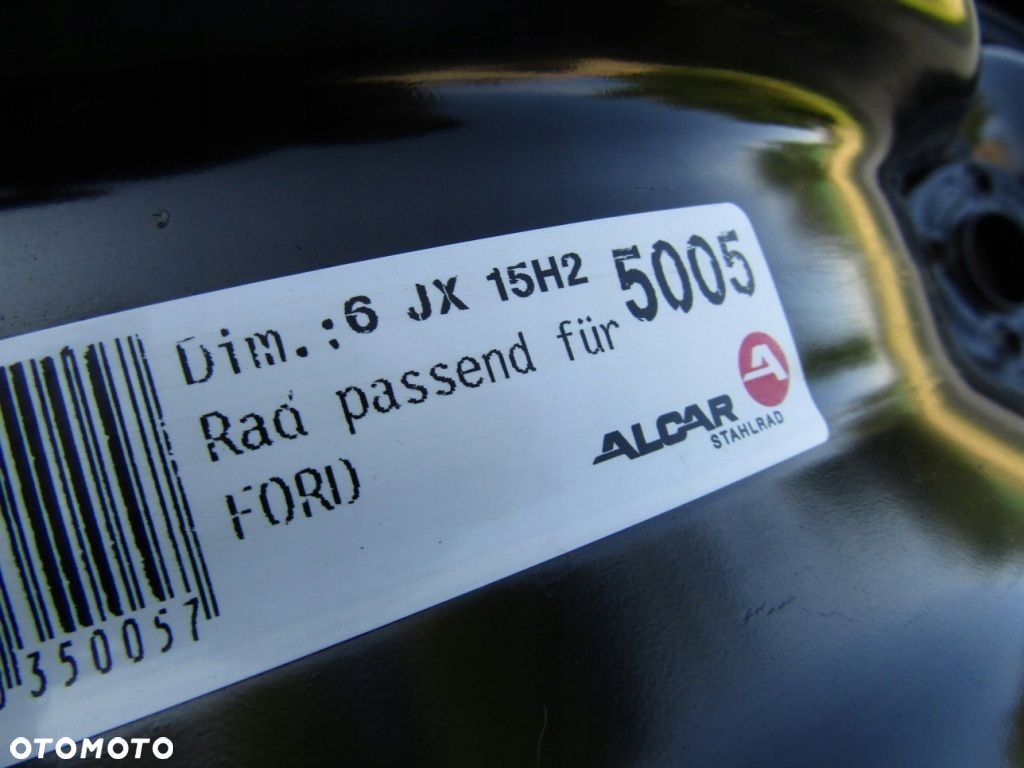 Dim.:6 JX 15H2 5005
Rad passend für
FORD
ALCAR
STAHLRAD
350057
OTOMOTO